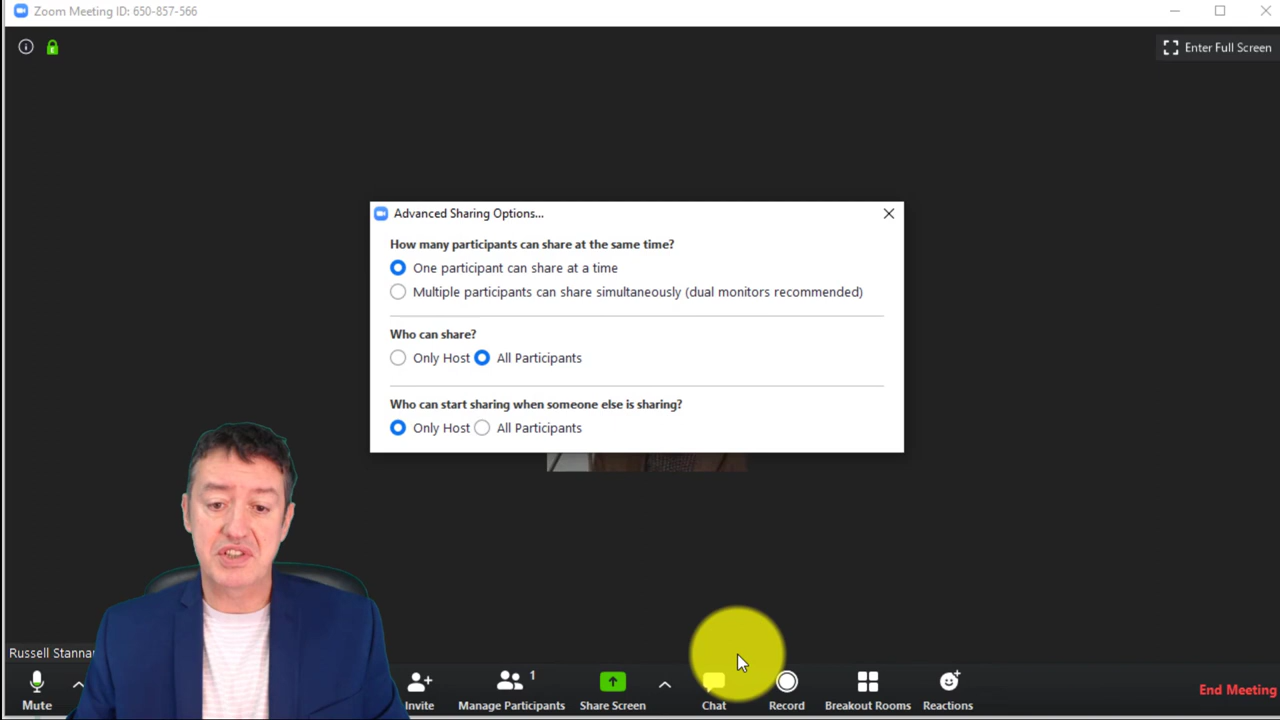 Zoom Meeting ID: 650-857-566
Enter Full Screen
Advanced Sharing Options...
How many participants can share at the same time?
One participant can share at a time
Multiple participants can share simultaneously (dual monitors recommended)
Who can share?
Only Host All Participants
Who can start sharing when someone else is sharing?
Only Host All Participants
Russell Stannar
1
Mute Invite Manage Participants Share Screen Chat Record Breakout Rooms Reactions End Meeting